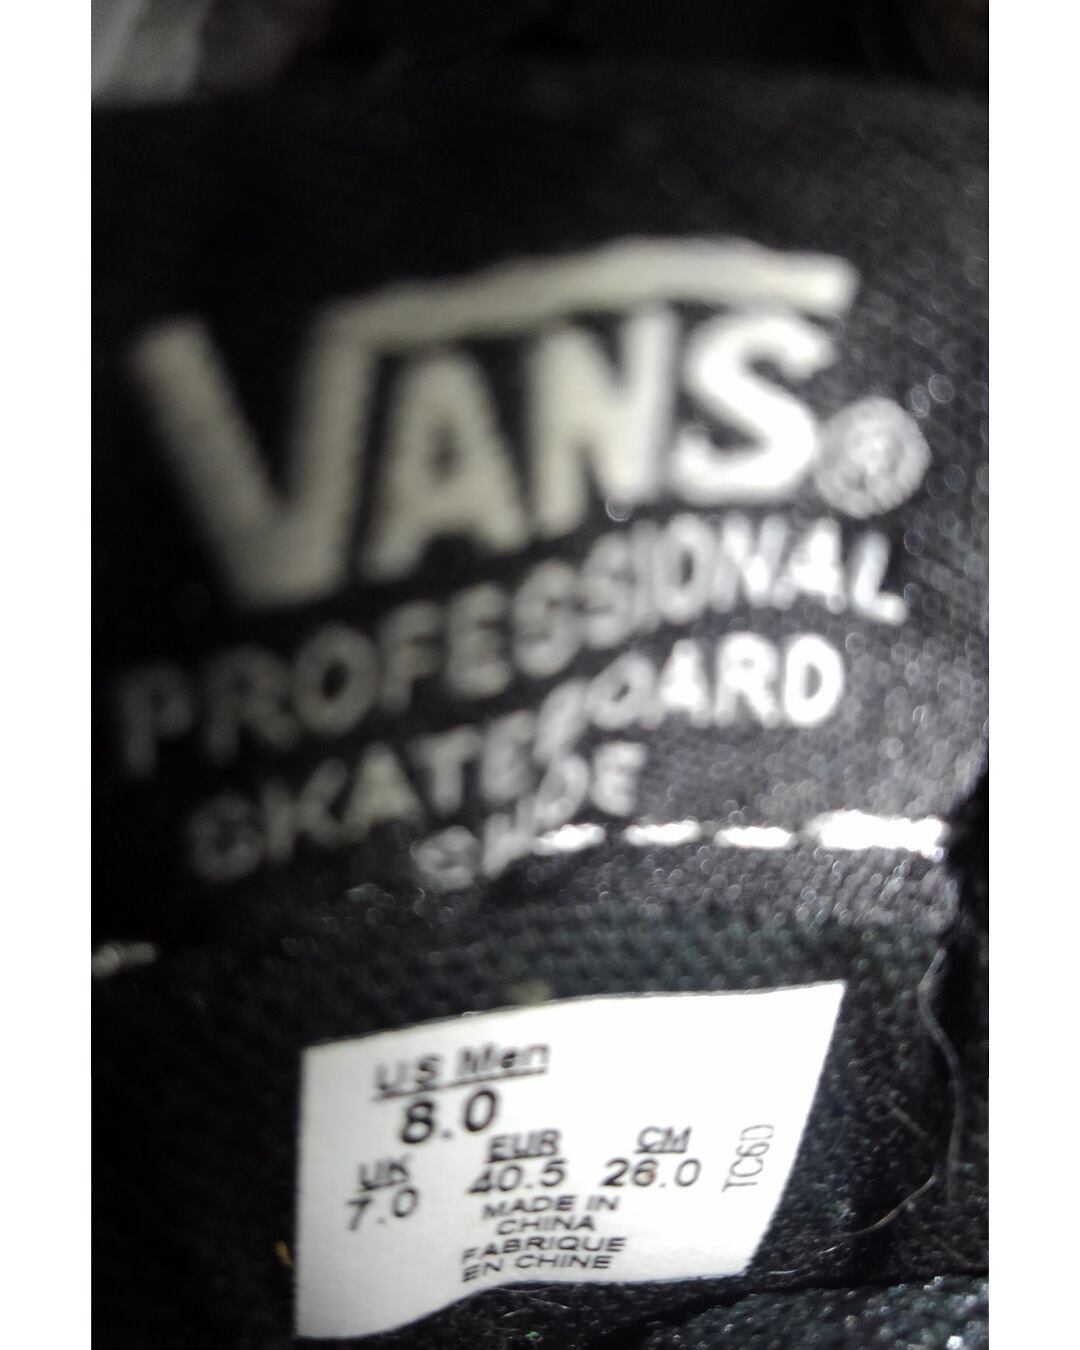 VANS®
PROFESSIONAL
SKATEBOARD
SHOE
US Men
8.0
UK EUR CM
7.0 40.5 26.0
MADE IN
CHINA
FABRIQUE
EN CHINE
TC6D